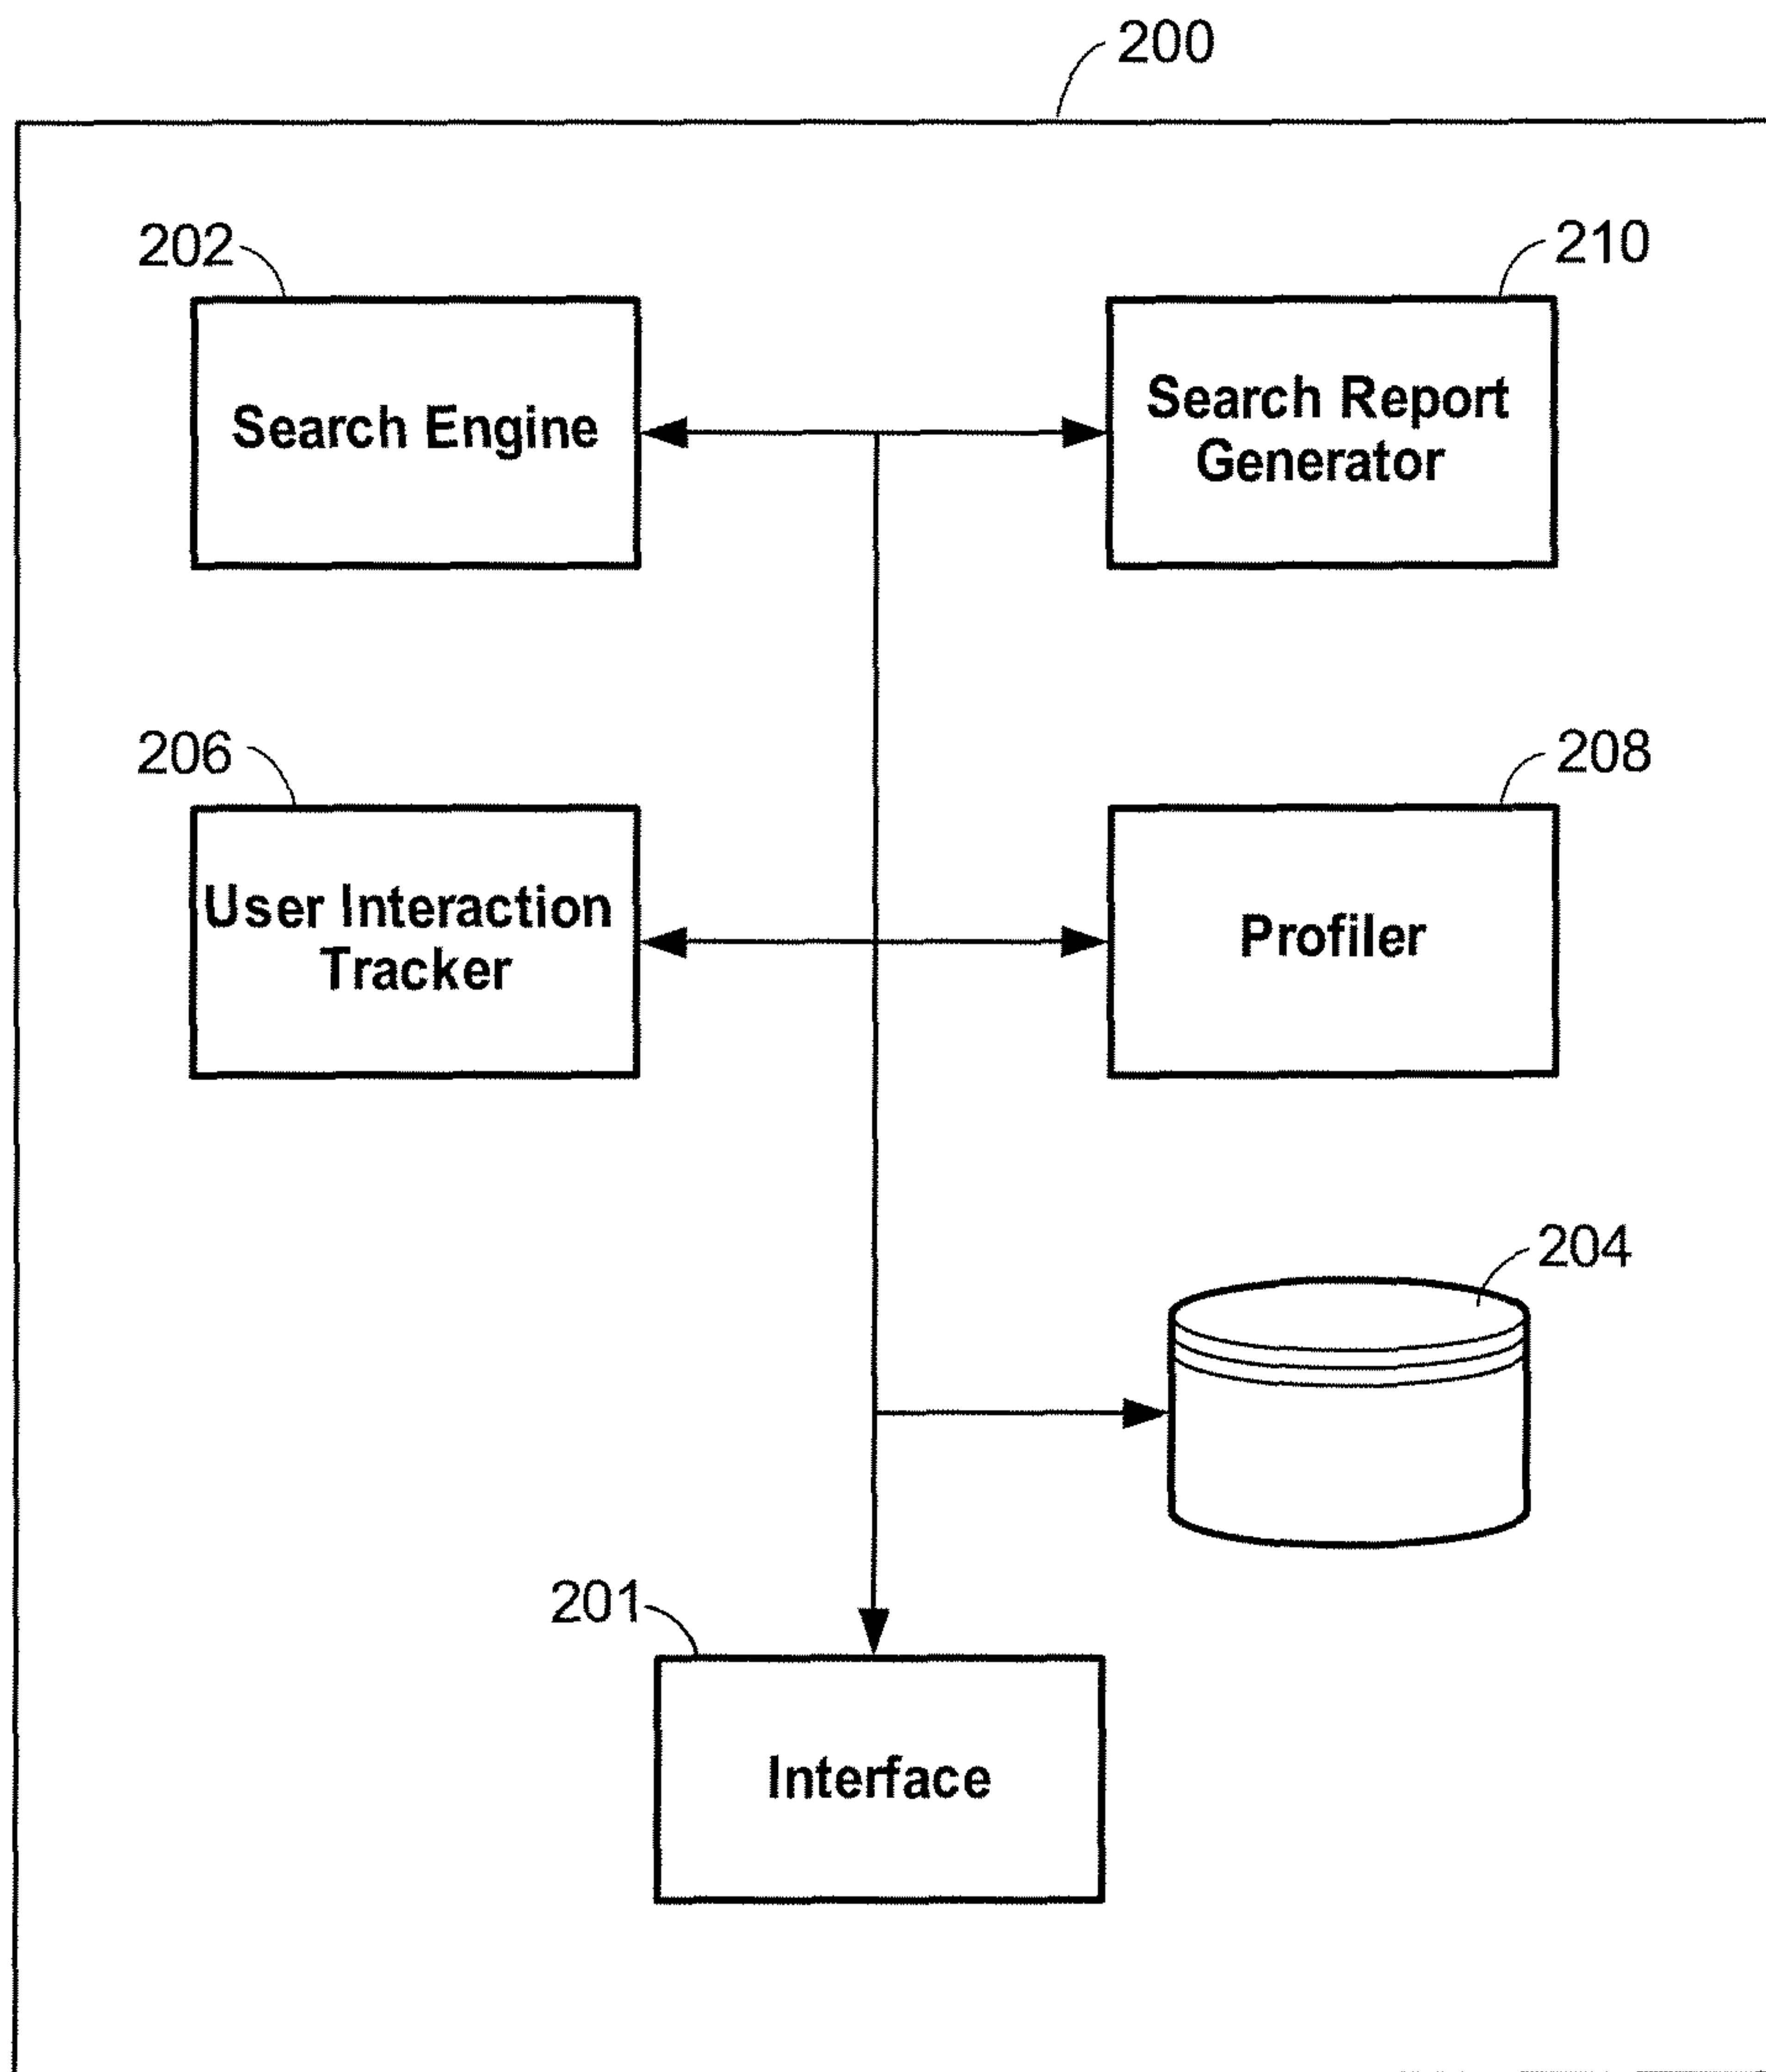 200
202
210
Search Engine
Search Report
Generator
206
208
User Interaction
Tracker
Profiler
204
201
Interface